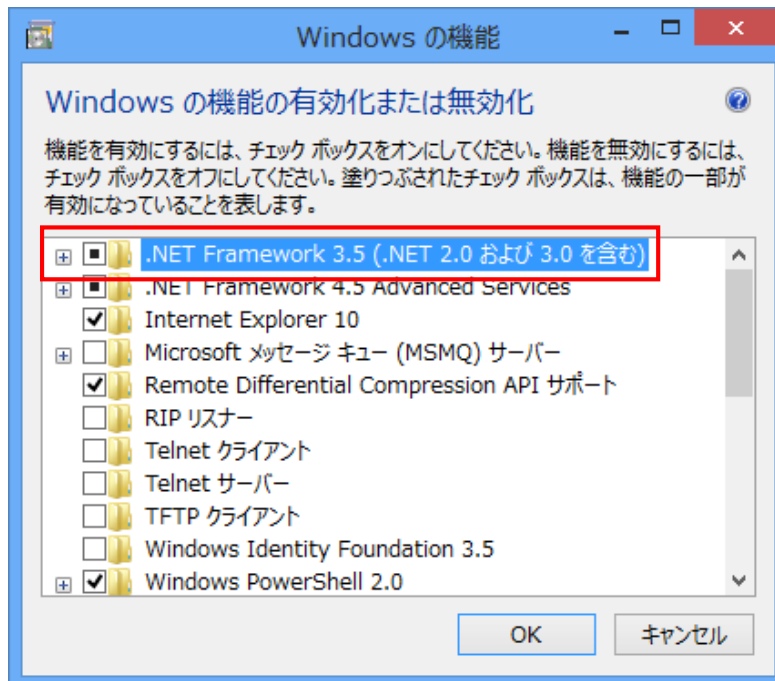 Windows の機能
Windows の機能の有効化または無効化
機能を有効にするには、チェック ボックスをオンにしてください。機能を無効にするには、
チェック ボックスをオフにしてください。塗りつぶされたチェック ボックスは、機能の一部が
有効になっていることを表します。
.NET Framework 3.5 (.NET 2.0 および 3.0 を含む)
.NET Framework 4.5 Advanced Services
Internet Explorer 10
Microsoft メッセージ キュー (MSMQ) サーバー
Remote Differential Compression API サポート
RIP リスナー
Telnet クライアント
Telnet サーバー
TFTP クライアント
Windows Identity Foundation 3.5
Windows PowerShell 2.0
OK
キャンセル